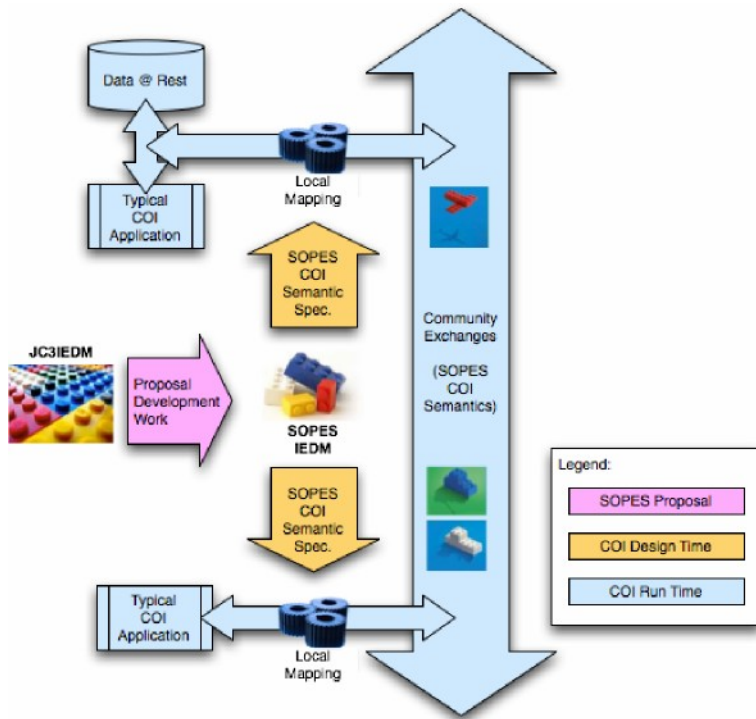 Data @ Rest
Typical
COI
Application
Local
Mapping
SOPES
COI
Semantic
Spec.
Community
Exchanges
(SOPES
COI
Semantics)
JC3IEDM
Proposal
Development
Work
SOPES
IEDM
SOPES
COI
Semantic
Spec.
Legend:
SOPES Proposal
COI Design Time
COI Run Time
Typical
COI
Application
Local
Mapping